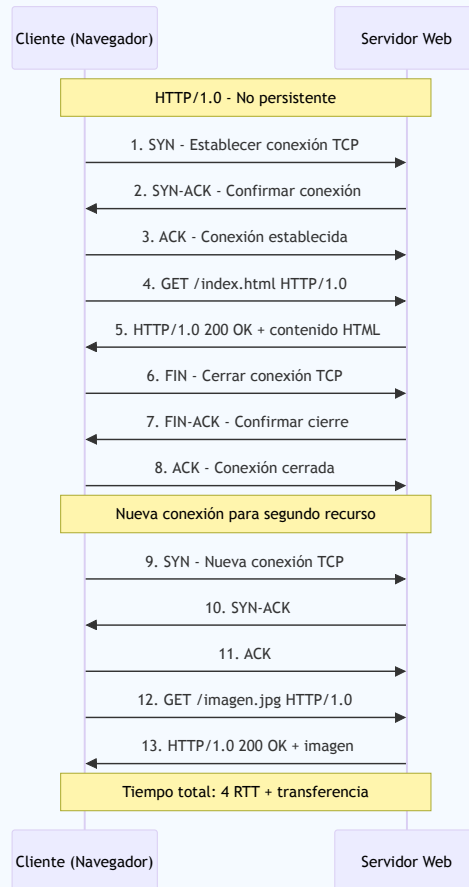 Cliente (Navegador)
Servidor Web
HTTP/1.0 - No persistente
1. SYN - Establecer conexión TCP
2. SYN-ACK - Confirmar conexión
3. ACK - Conexión establecida
4. GET /index.html HTTP/1.0
5. HTTP/1.0 200 OK + contenido HTML
6. FIN - Cerrar conexión TCP
7. FIN-ACK - Confirmar cierre
8. ACK - Conexión cerrada
Nueva conexión para segundo recurso
9. SYN - Nueva conexión TCP
10. SYN-ACK
11. ACK
12. GET /imagen.jpg HTTP/1.0
13. HTTP/1.0 200 OK + imagen
Tiempo total: 4 RTT + transferencia
Cliente (Navegador)
Servidor Web